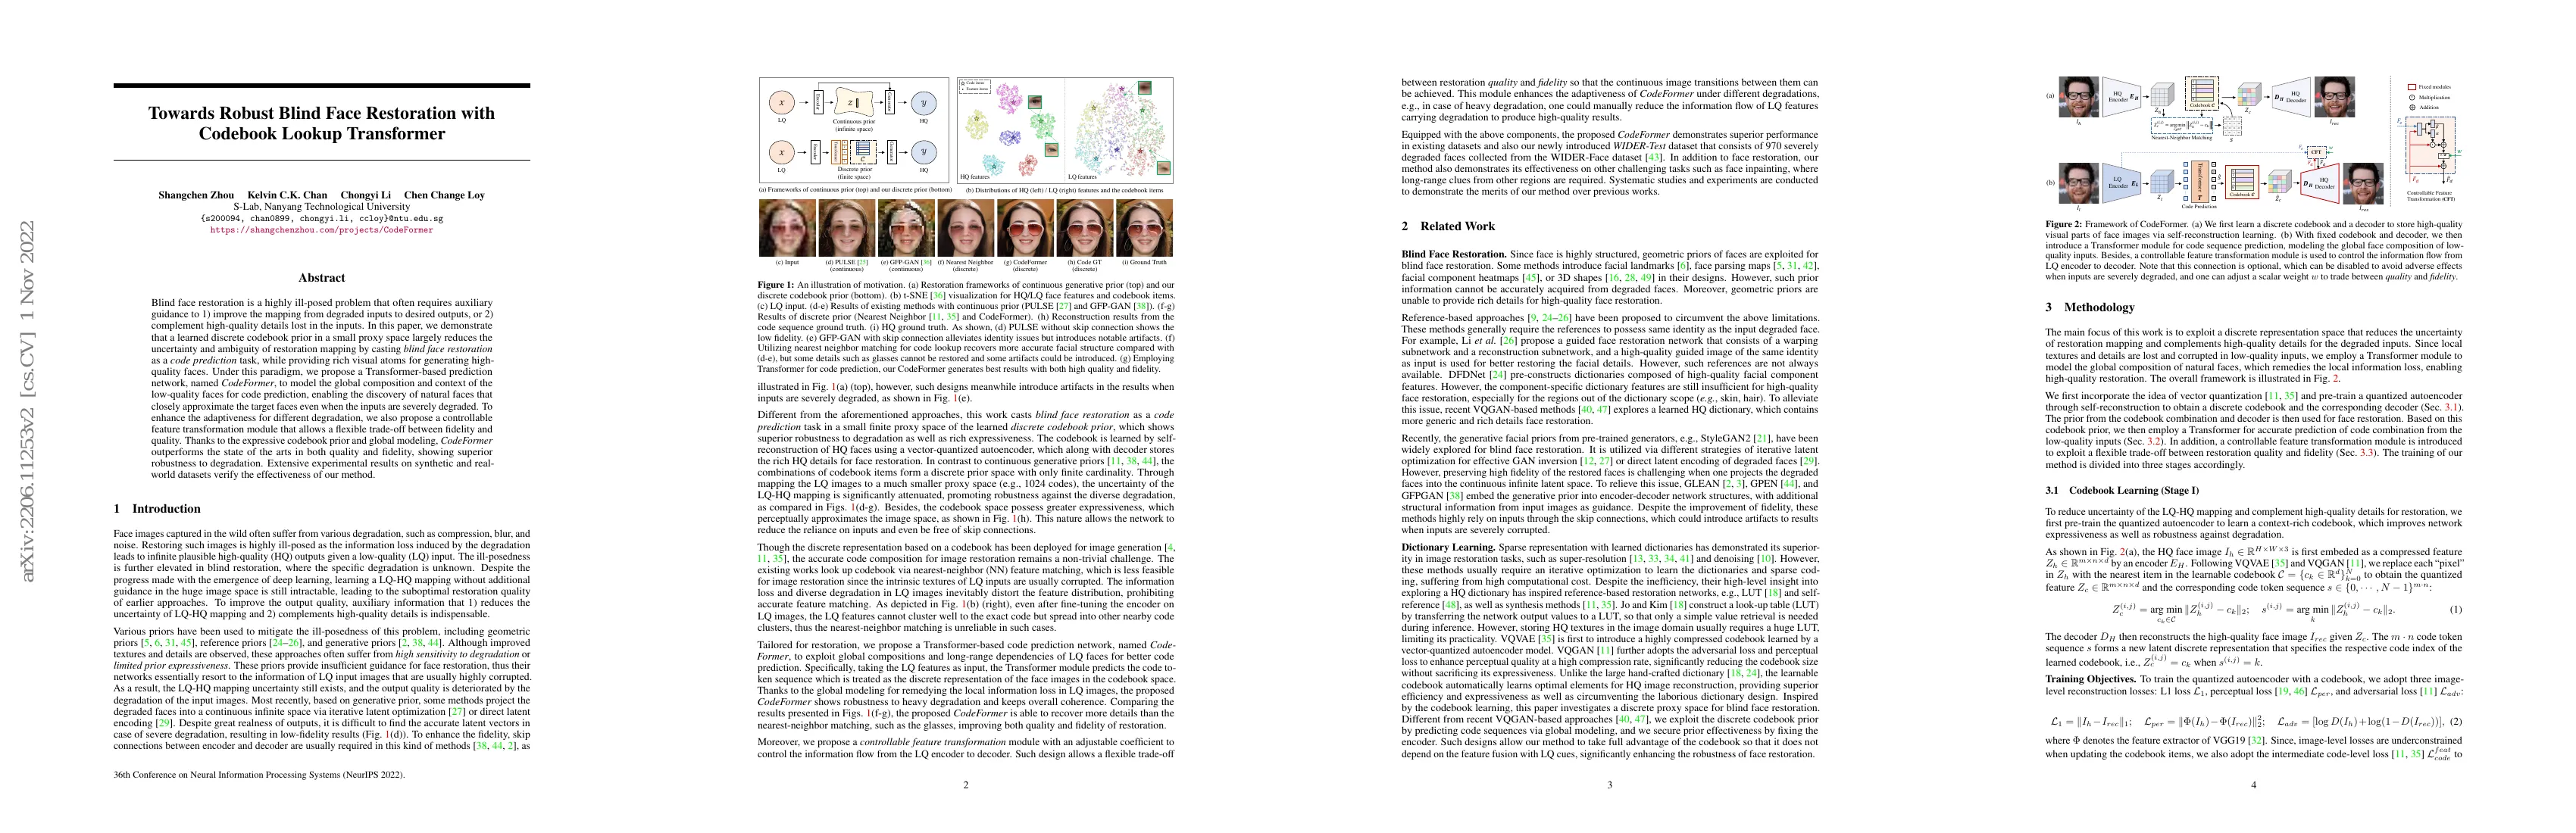 arXiv:2206.11253v2 [cs.CV] 1 Nov 2022
Towards Robust Blind Face Restoration with
Codebook Lookup Transformer
Shangchen Zhou Kelvin C.K. Chan Chongyi Li Chen Change Loy
S-Lab, Nanyang Technological University
{s200094, chan0899, chongyi.li, ccloy}@ntu.edu.sg
https://shangchenzhou.com/projects/CodeFormer
Abstract
Blind face restoration is a highly ill-posed problem that often requires auxiliary
guidance to 1) improve the mapping from degraded inputs to desired outputs, or 2)
complement high-quality details lost in the inputs. In this paper, we demonstrate
that a learned discrete codebook prior in a small proxy space largely reduces the
uncertainty and ambiguity of restoration mapping by casting blind face restoration
as a code prediction task, while providing rich visual atoms for generating high-
quality faces. Under this paradigm, we propose a Transformer-based prediction
network, named CodeFormer, to model the global composition and context of the
low-quality faces for code prediction, enabling the discovery of natural faces that
closely approximate the target faces even when the inputs are severely degraded. To
enhance the adaptiveness for different degradation, we also propose a controllable
feature transformation module that allows a flexible trade-off between fidelity and
quality. Thanks to the expressive codebook prior and global modeling, CodeFormer
outperforms the state of the arts in both quality and fidelity, showing superior
robustness to degradation. Extensive experimental results on synthetic and real-
world datasets verify the effectiveness of our method.
1 Introduction
Face images captured in the wild often suffer from various degradation, such as compression, blur, and
noise. Restoring such images is highly ill-posed as the information loss induced by the degradation
leads to infinite plausible high-quality (HQ) outputs given a low-quality (LQ) input. The ill-posedness
is further elevated in blind restoration, where the specific degradation is unknown. Despite the
progress made with the emergence of deep learning, learning a LQ-HQ mapping without additional
guidance in the huge image space is still intractable, leading to the suboptimal restoration quality
of earlier approaches. To improve the output quality, auxiliary information that 1) reduces the
uncertainty of LQ-HQ mapping and 2) complements high-quality details is indispensable.
Various priors have been used to mitigate the ill-posedness of this problem, including geometric
priors [5, 6, 31, 45], reference priors [24–26], and generative priors [2, 38, 44]. Although improved
textures and details are observed, these approaches often suffer from high sensitivity to degradation or
limited prior expressiveness. These priors provide insufficient guidance for face restoration, thus their
networks essentially resort to the information of LQ input images that are usually highly corrupted.
As a result, the LQ-HQ mapping uncertainty still exists, and the output quality is deteriorated by the
degradation of the input images. Most recently, based on generative prior, some methods project the
degraded faces into a continuous infinite space via iterative latent optimization [27] or direct latent
encoding [29]. Despite great realness of outputs, it is difficult to find the accurate latent vectors in
case of severe degradation, resulting in low-fidelity results (Fig. 1(d)). To enhance the fidelity, skip
connections between encoder and decoder are usually required in this kind of methods [38, 44, 2], as
36th Conference on Neural Information Processing Systems (NeurIPS 2022).
x LQ Encoder z Continuous prior (infinite space) Generator y HQ
x LQ Encoder Transformer C Discrete prior (finite space) y HQ
Code items
Feature items
HQ features
LQ features
(a) Frameworks of continuous prior (top) and our discrete prior (bottom) (b) Distributions of HQ (left) / LQ (right) features and the codebook items
(c) Input (d) PULSE [25] (e) GFP-GAN [36] (f) Nearest Neighbor (g) CodeFormer (h) Code GT (i) Ground Truth
(continuous) (continuous) (discrete) (discrete) (discrete)
Figure 1: An illustration of motivation. (a) Restoration frameworks of continuous generative prior (top) and our
discrete codebook prior (bottom). (b) t-SNE [36] visualization for HQ/LQ face features and codebook items.
(c) LQ input. (d-e) Results of existing methods with continuous prior (PULSE [27] and GFP-GAN [38]). (f-g)
Results of discrete prior (Nearest Neighbor [11, 35] and CodeFormer). (h) Reconstruction results from the
code sequence ground truth. (i) HQ ground truth. As shown, (d) PULSE without skip connection shows the
low fidelity. (e) GFP-GAN with skip connection alleviates identity issues but introduces notable artifacts. (f)
Utilizing nearest neighbor matching for code lookup recovers more accurate facial structure compared with
(d-e), but some details such as glasses cannot be restored and some artifacts could be introduced. (g) Employing
Transformer for code prediction, our CodeFormer generates best results with both high quality and fidelity.
illustrated in Fig. 1(a) (top), however, such designs meanwhile introduce artifacts in the results when
inputs are severely degraded, as shown in Fig. 1(e).
Different from the aforementioned approaches, this work casts blind face restoration as a code
prediction task in a small finite proxy space of the learned discrete codebook prior, which shows
superior robustness to degradation as well as rich expressiveness. The codebook is learned by self-
reconstruction of HQ faces using a vector-quantized autoencoder, which along with decoder stores
the rich HQ details for face restoration. In contrast to continuous generative priors [11, 38, 44], the
combinations of codebook items form a discrete prior space with only finite cardinality. Through
mapping the LQ images to a much smaller proxy space (e.g., 1024 codes), the uncertainty of the
LQ-HQ mapping is significantly attenuated, promoting robustness against the diverse degradation,
as compared in Figs. 1(d-g). Besides, the codebook space possess greater expressiveness, which
perceptually approximates the image space, as shown in Fig. 1(h). This nature allows the network to
reduce the reliance on inputs and even be free of skip connections.
Though the discrete representation based on a codebook has been deployed for image generation [4,
11, 35], the accurate code composition for image restoration remains a non-trivial challenge. The
existing works look up codebook via nearest-neighbor (NN) feature matching, which is less feasible
for image restoration since the intrinsic textures of LQ inputs are usually corrupted. The information
loss and diverse degradation in LQ images inevitably distort the feature distribution, prohibiting
accurate feature matching. As depicted in Fig. 1(b) (right), even after fine-tuning the encoder on
LQ images, the LQ features cannot cluster well to the exact code but spread into other nearby code
clusters, thus the nearest-neighbor matching is unreliable in such cases.
Tailored for restoration, we propose a Transformer-based code prediction network, named Code-
Former, to exploit global compositions and long-range dependencies of LQ faces for better code
prediction. Specifically, taking the LQ features as input, the Transformer module predicts the code to-
ken sequence which is treated as the discrete representation of the face images in the codebook space.
Thanks to the global modeling for remedying the local information loss in LQ images, the proposed
CodeFormer shows robustness to heavy degradation and keeps overall coherence. Comparing the
results presented in Figs. 1(f-g), the proposed CodeFormer is able to recover more details than the
nearest-neighbor matching, such as the glasses, improving both quality and fidelity of restoration.
Moreover, we propose a controllable feature transformation module with an adjustable coefficient to
control the information flow from the LQ encoder to decoder. Such design allows a flexible trade-off
2
between restoration quality and fidelity so that the continuous image transitions between them can
be achieved. This module enhances the adaptiveness of CodeFormer under different degradations,
e.g., in case of heavy degradation, one could manually reduce the information flow of LQ features
carrying degradation to produce high-quality results.
Equipped with the above components, the proposed CodeFormer demonstrates superior performance
in existing datasets and also our newly introduced WIDER-Test dataset that consists of 970 severely
degraded faces collected from the WIDER-Face dataset [43]. In addition to face restoration, our
method also demonstrates its effectiveness on other challenging tasks such as face inpainting, where
long-range clues from other regions are required. Systematic studies and experiments are conducted
to demonstrate the merits of our method over previous works.
2 Related Work
Blind Face Restoration. Since face is highly structured, geometric priors of faces are exploited for
blind face restoration. Some methods introduce facial landmarks [6], face parsing maps [5, 31, 42],
facial component heatmaps [45], or 3D shapes [16, 28, 49] in their designs. However, such prior
information cannot be accurately acquired from degraded faces. Moreover, geometric priors are
unable to provide rich details for high-quality face restoration.
Reference-based approaches [9, 24–26] have been proposed to circumvent the above limitations.
These methods generally require the references to possess same identity as the input degraded face.
For example, Li et al. [26] propose a guided face restoration network that consists of a warping
warping subnetwork and a reconstruction subnetwork, and a high-quality guided image of the same identity
as input is used for better restoring the facial details. However, such references are not always
available. DFDNet [24] pre-constructs dictionaries composed of high-quality facial component
features. However, the component-specific dictionary features are still insufficient for high-quality
face restoration, especially for the regions out of the dictionary scope (e.g., skin, hair). To alleviate
this issue, recent VQGAN-based methods [40, 47] explores a learned HQ dictionary, which contains
more generic and rich details face restoration.
Recently, the generative facial priors from pre-trained generators, e.g., StyleGAN2 [21], have been
widely explored for blind face restoration. It is utilized via different strategies of iterative latent
optimization for effective GAN inversion [12, 27] or direct latent encoding of degraded faces [29].
However, preserving high fidelity of the restored faces is challenging when one projects the degraded
faces into the continuous infinite latent space. To relieve this issue, GLEAN [2, 3], GPEN [44], and
GFPGAN [38] embed the generative prior into encoder-decoder network structures, with additional
structural information from input images as guidance. Despite the improvement of fidelity, these
methods highly rely on inputs through the skip connections, which could introduce artifacts to results
when inputs are severely corrupted.
Dictionary Learning. Sparse representation with learned dictionaries has demonstrated its superior-
ity in image restoration tasks, such as super-resolution [13, 33, 34, 41] and denoising [10]. However,
these methods usually require an iterative optimization to learn the dictionaries and sparse cod-
ing, suffering from high computational cost. Despite the inefficiency, their high-level insight into
exploring a HQ dictionary has inspired reference-based restoration networks, e.g., LUT [18] and self-
reference [48], as well as synthesis methods [11, 35]. Jo and Kim [18] construct a look-up table (LUT)
by transferring the network output values to a LUT, so that only a simple value retrieval is needed
during inference. However, storing HQ textures in the image domain usually requires a huge LUT,
limiting its practicality. VQVAE [35] is first to introduce a highly compressed codebook learned by a
vector-quantized autoencoder model. VQGAN [11] further adopts the adversarial loss and perceptual
loss to enhance perceptual quality at a high compression rate, significantly reducing the codebook size
without sacrificing its expressiveness. Unlike the large hand-crafted dictionary [18, 24], the learnable
codebook automatically learns optimal elements for HQ image reconstruction, providing superior
efficiency and expressiveness as well as circumventing the laborious dictionary design. Inspired
by the codebook learning, this paper investigates a discrete proxy space for blind face restoration.
Different from recent VQGAN-based approaches [40, 47], we exploit the discrete codebook prior
by predicting code sequences via global modeling, and we secure prior effectiveness by fixing the
encoder. Such designs allow our method to take full advantage of the codebook so that it does not
depend on the feature fusion with LQ cues, significantly enhancing the robustness of face restoration.
3
(a) HQ Encoder E_H Codebook C HQ Decoder D_H
Nearest-Neighbor Matching
Fixed modules
Multiplication
Addition
(b) LQ Encoder E_L Transformer T Code Prediction Codebook C CFT HQ Decoder D_H
Controllable Feature
Transformation (CFT)
Figure 2: Framework of CodeFormer. (a) We first learn a discrete codebook and a decoder to store high-quality
visual parts of face images via self-reconstruction learning. (b) With fixed codebook and decoder, we then
introduce a Transformer module for code sequence prediction, modeling the global face composition of low-
quality inputs. Besides, a controllable feature transformation module is used to control the information flow from
LQ encoder to decoder. Note that this connection is optional, which can be disabled to avoid adverse effects
when inputs are severely degraded, and one can adjust a scalar weight w to trade between quality and fidelity.
3 Methodology
The main focus of this work is to exploit a discrete representation space that reduces the uncertainty
of restoration mapping and complements high-quality details for the degraded inputs. Since local
textures and details are lost and corrupted in low-quality inputs, we employ a Transformer module to
model the global composition of natural faces, which remedies the local information loss, enabling
high-quality restoration. The overall framework is illustrated in Fig. 2.
We first incorporate the idea of vector quantization [11, 35] and pre-train a quantized autoencoder
through self-reconstruction to obtain a discrete codebook and the corresponding decoder (Sec. 3.1).
The prior from the codebook combination and decoder is then used for face restoration. Based on this
codebook prior, we then employ a Transformer for accurate prediction of code combination from the
low-quality inputs (Sec. 3.2). In addition, a controllable feature transformation module is introduced
to exploit a flexible trade-off between restoration quality and fidelity (Sec. 3.3). The training of our
method is divided into three stages accordingly.
3.1 Codebook Learning (Stage I)
To reduce uncertainty of the LQ-HQ mapping and complement high-quality details for restoration, we
first pre-train the quantized autoencoder to learn a context-rich codebook, which improves network
expressiveness as well as robustness against degradation.
As shown in Fig. 2(a), the HQ face image I_h ∈ ℝ^{H×W×3} is first embeded as a compressed feature
Z_h ∈ ℝ^{m×n×d} by an encoder E_H. Following VQVAE [35] and VQGAN [11], we replace each “pixel”
in Z_h with the nearest item in the learnable codebook C = {c_k ∈ ℝ^d}_{k=0}^{N} to obtain the quantized
feature Z_c ∈ ℝ^{m×n×d} and the corresponding code token sequence s ∈ {0, ⋯, N − 1}^{m·n}:
Z_c^{(i,j)} = arg min_{c_k∈C} ‖Z_h^{(i,j)} − c_k‖_2; s^{(i,j)} = arg min_k ‖Z_h^{(i,j)} − c_k‖_2. (1)
The decoder D_H then reconstructs the high-quality face image I_rec given Z_c. The m · n code token
sequence s forms a new latent discrete representation that specifies the respective code index of the
learned codebook, i.e., Z_c^{(i,j)} = c_k when s^{(i,j)} = k.
Training Objectives. To train the quantized autoencoder with a codebook, we adopt three image-
level reconstruction losses: L1 loss L_1, perceptual loss [19, 46] L_per, and adversarial loss [11] L_adv:
L_1 = ‖I_h − I_rec‖_1; L_per = ‖Φ(I_h) − Φ(I_rec)‖_2^2; L_adv = [log D(I_h) + log(1 − D(I_rec))], (2)
where Φ denotes the feature extractor of VGG19 [32]. Since, image-level losses are underconstrained
when updating the codebook items, we also adopt the intermediate code-level loss [11, 35] L_code^feat to
4